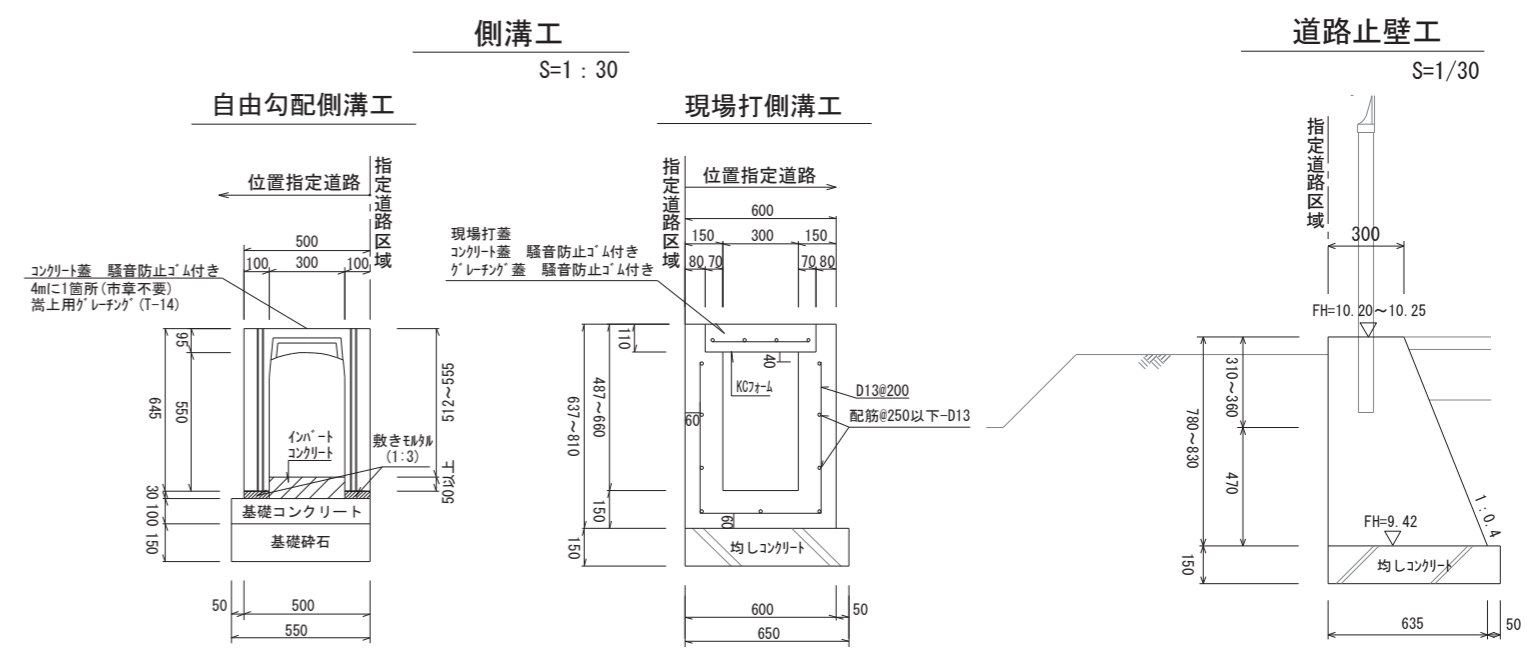 側溝工
S=1：30
自由勾配側溝工
指定道路区域
位置指定道路
500
100
300
100
コンクリート蓋　騒音防止ゴム付き
4mに1箇所(市章不要)
嵩上用グレーチング(T-14)
95
550
645
30
100
150
512～555
50以上
インバート
コンクリート
敷きモルタル
(1:3)
基礎コンクリート
基礎砕石
50
500
550
現場打側溝工
指定道路区域
位置指定道路
600
150
300
150
80
70
70
80
現場打蓋
コンクリート蓋　騒音防止ゴム付き
グレーチング蓋　騒音防止ゴム付き
110
40
KCフォーム
487～660
637～810
60
D13@200
配筋@250以下-D13
150
60
150
均しコンクリート
600
50
650
道路止壁工
S=1/30
指定道路区域
300
FH=10.20～10.25
310～360
780～830
470
1:0.4
FH=9.42
150
均しコンクリート
635
50